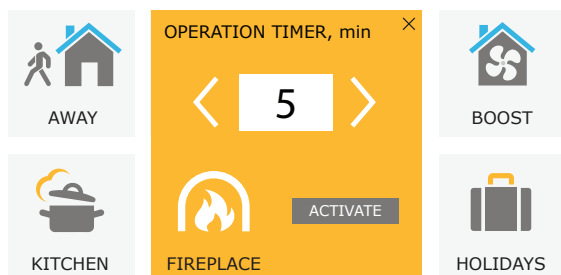 OPERATION TIMER, min
5
AWAY
BOOST
ACTIVATE
KITCHEN
FIREPLACE
HOLIDAYS